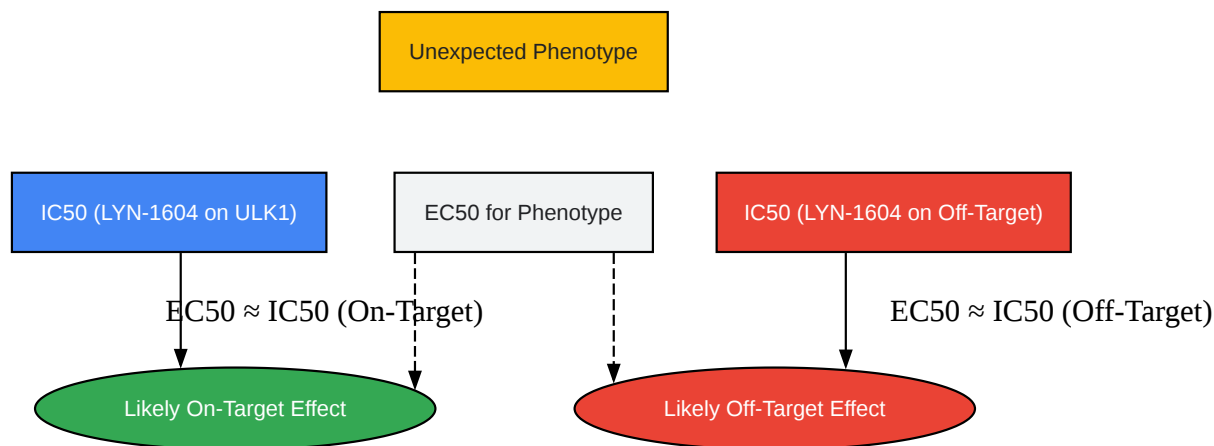 Unexpected Phenotype
IC50 (LYN-1604 on ULK1)
EC50 for Phenotype
IC50 (LYN-1604 on Off-Target)
EC50 ≈ IC50 (On-Target)
EC50 ≈ IC50 (Off-Target)
Likely On-Target Effect
Likely Off-Target Effect